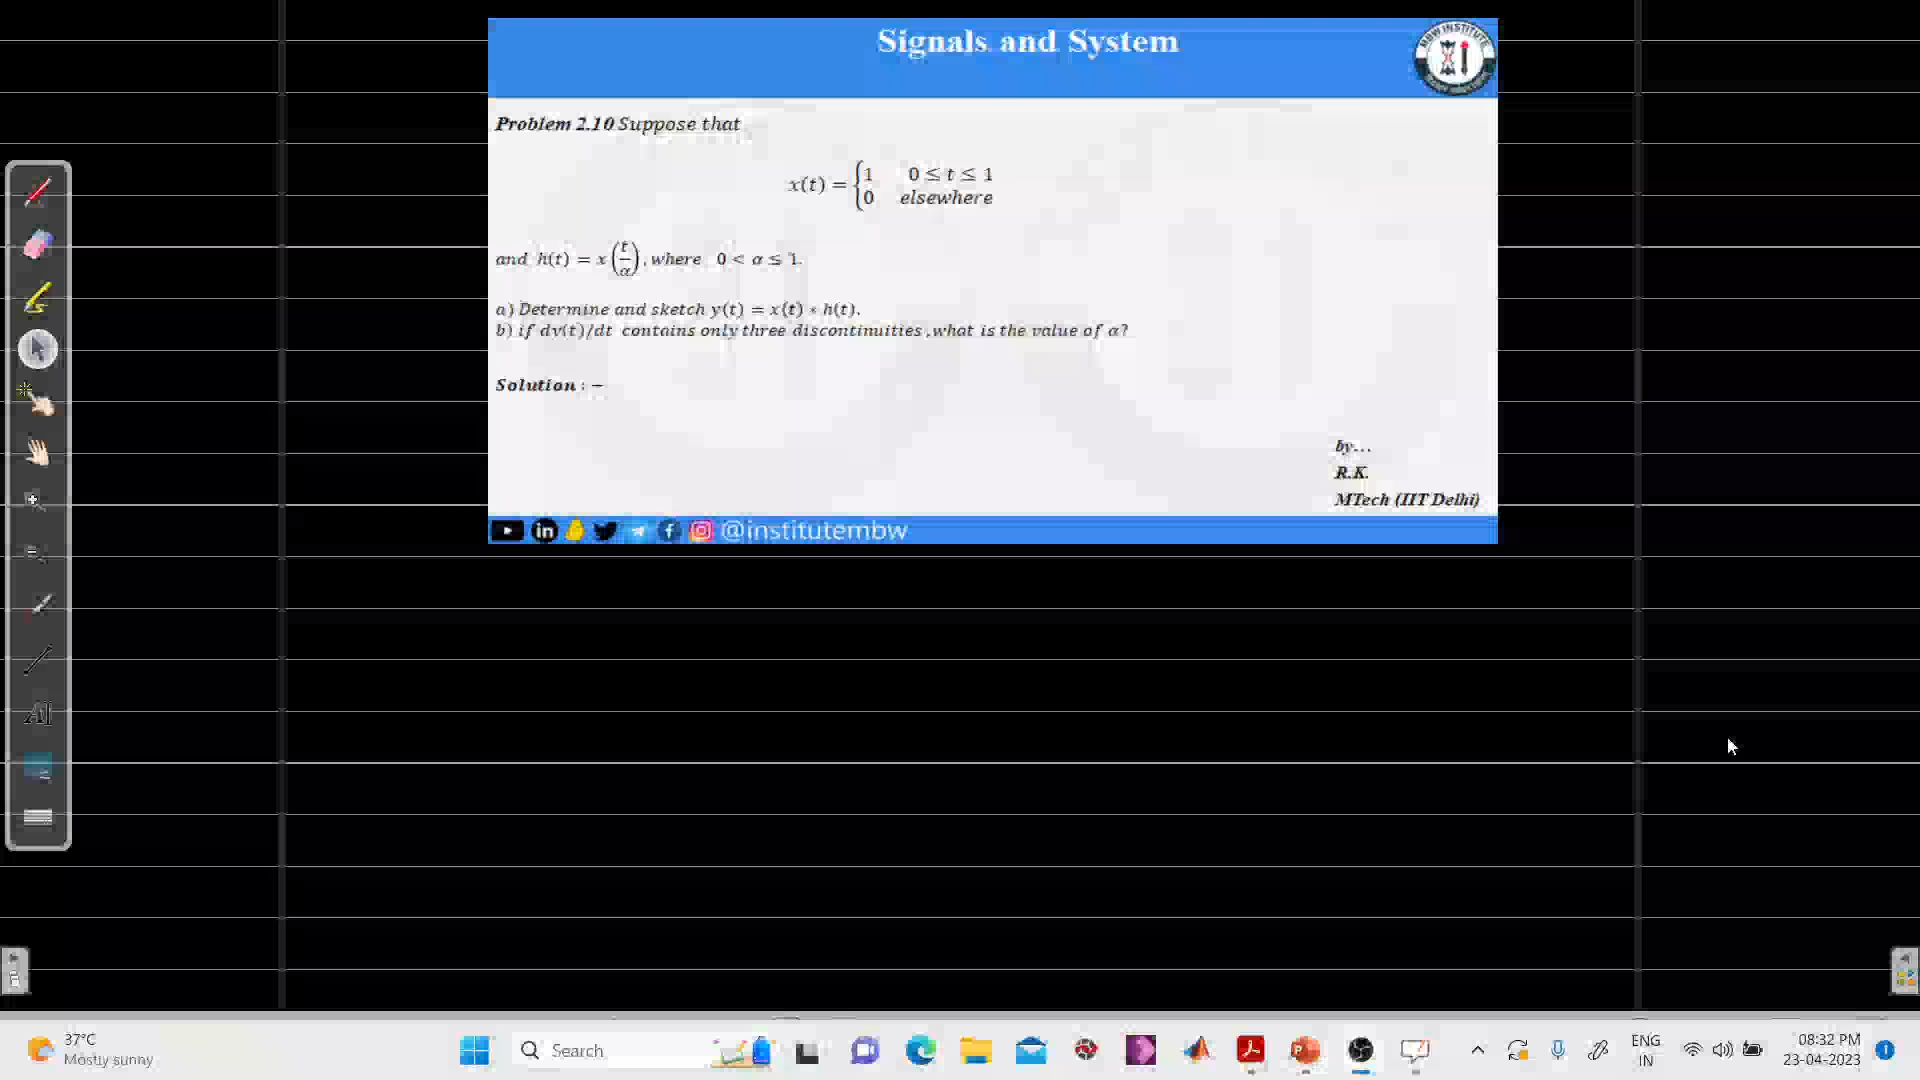 Signals and System
MBW INSTITUTE
Problem 2.10 Suppose that
x(t) = {1 0 ≤ t ≤ 1
0 elsewhere
and h(t) = x(t/α), where 0 < α ≤ 1.
a) Determine and sketch y(t) = x(t) * h(t).
b) if dy(t)/dt contains only three discontinuities ,what is the value of α?
Solution : −
by...
R.K.
MTech (IIT Delhi)
@institutembw
37°C
Mostly sunny
Search
ENG
IN
08:32 PM
23-04-2023